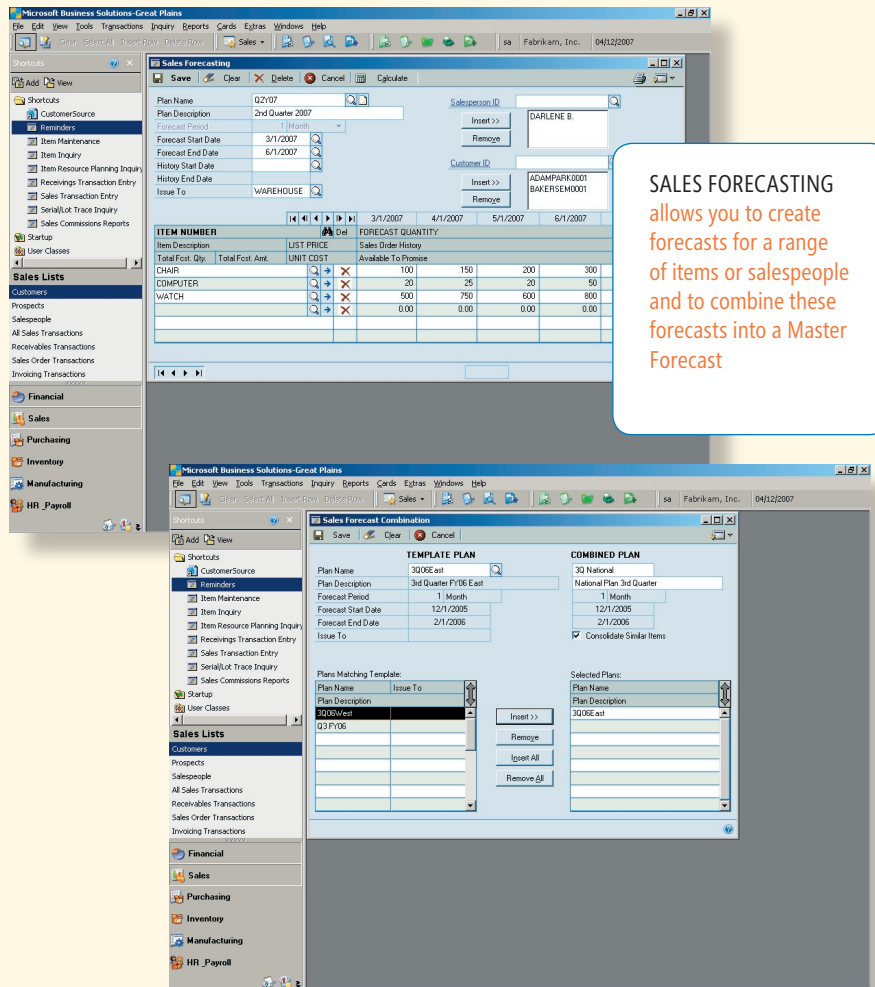 Microsoft Business Solutions-Great Plains
File Edit View Tools Transactions Inquiry Reports Cards Extras Windows Help
Clear Select All Insert Row Delete Row Sales sa Fabrikam, Inc. 04/12/2007
Shortcuts
Add View
Shortcuts
CustomerSource
Reminders
Item Maintenance
Item Inquiry
Item Resource Planning Inquiry
Receivings Transaction Entry
Sales Transaction Entry
Serial/Lot Trace Inquiry
Sales Commissions Reports
Startup
User Classes
Sales Lists
Customers
Prospects
Salespeople
All Sales Transactions
Receivables Transactions
Sales Order Transactions
Invoicing Transactions
Financial
Sales
Purchasing
Inventory
Manufacturing
HR_Payroll
Sales Forecasting
Save Clear Delete Cancel Calculate
Plan Name Q2Y07
Plan Description 2nd Quarter 2007
Forecast Period 1 Month
Forecast Start Date 3/1/2007
Forecast End Date 6/1/2007
History Start Date
History End Date
Issue To WAREHOUSE
Salesperson ID
Insert >> DARLENE B.
Remove
Customer ID
Insert >> ADAMPARK0001
BAKERSEM0001
Remove
3/1/2007 4/1/2007 5/1/2007 6/1/2007
ITEM NUMBER Del FORECAST QUANTITY
Item Description LIST PRICE Sales Order History
Total Fcst. Qty. Total Fcst. Amt. UNIT COST Available To Promise
CHAIR 100 150 200 300
COMPUTER 20 25 20 50
WATCH 500 750 600 800
0.00 0.00 0.00 0.00
SALES FORECASTING
allows you to create
forecasts for a range
of items or salespeople
and to combine these
forecasts into a Master
Forecast
Microsoft Business Solutions-Great Plains
File Edit View Tools Transactions Inquiry Reports Cards Extras Windows Help
Clear Select All Insert Row Delete Row Sales sa Fabrikam, Inc. 04/12/2007
Shortcuts
Add View
Shortcuts
CustomerSource
Reminders
Item Maintenance
Item Inquiry
Item Resource Planning Inquiry
Receivings Transaction Entry
Sales Transaction Entry
Serial/Lot Trace Inquiry
Sales Commissions Reports
Startup
User Classes
Sales Lists
Customers
Prospects
Salespeople
All Sales Transactions
Receivables Transactions
Sales Order Transactions
Invoicing Transactions
Financial
Sales
Purchasing
Inventory
Manufacturing
HR_Payroll
Sales Forecast Combination
Save Clear Cancel
TEMPLATE PLAN COMBINED PLAN
Plan Name 3Q06East 3Q National
Plan Description 3rd Quarter FY06 East National Plan 3rd Quarter
Forecast Period 1 Month 1 Month
Forecast Start Date 12/1/2005 12/1/2005
Forecast End Date 2/1/2006 2/1/2006
Issue To Consolidate Similar Items
Plans Matching Template: Selected Plans:
Plan Name Issue To Plan Name
Plan Description Plan Description
3Q06West 3Q06East
Q3 FY06
Insert >>
Remove
Insert All
Remove All